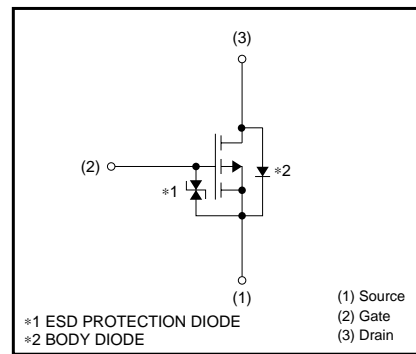 (3)
(2)
∗1
∗2
(1)
∗1 ESD PROTECTION DIODE
∗2 BODY DIODE
(1) Source
(2) Gate
(3) Drain